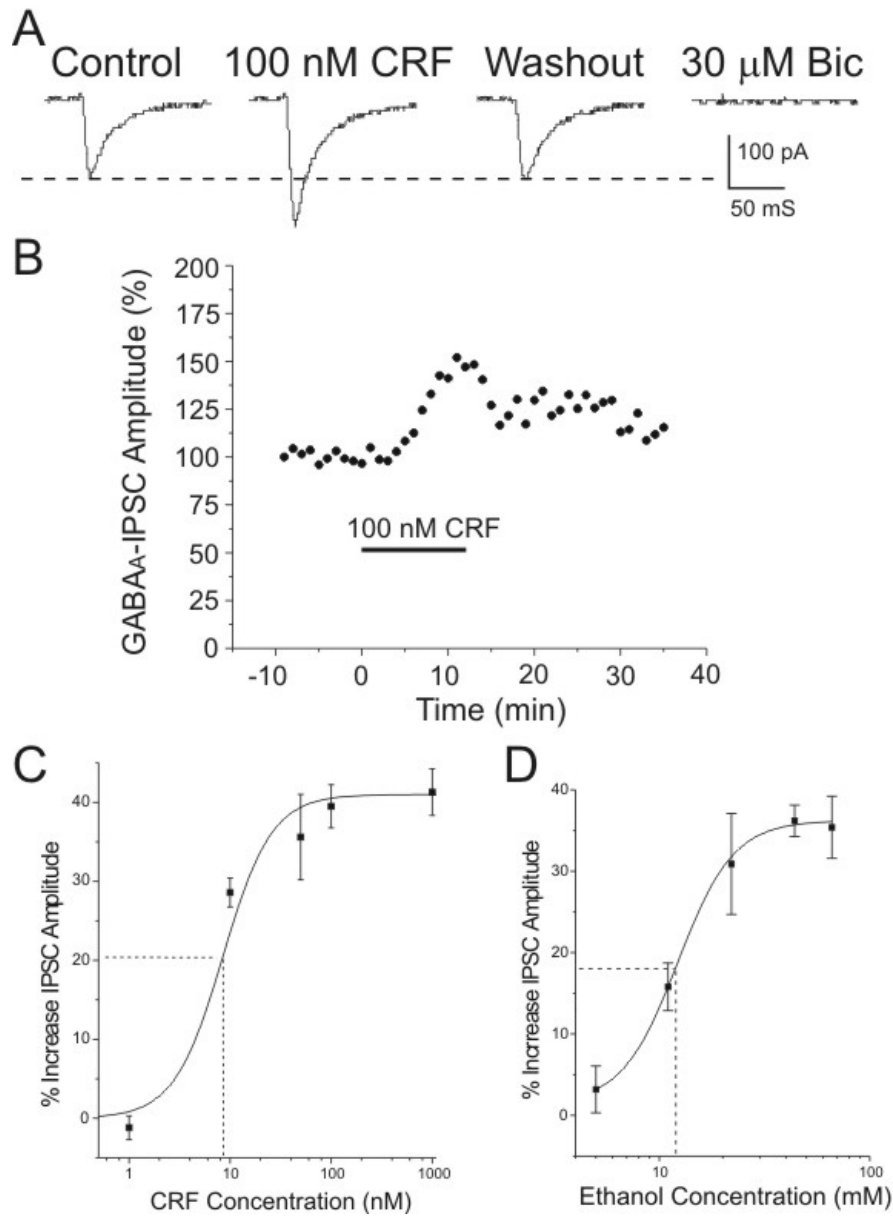 A
Control 100 nM CRF Washout 30 μM Bic
100 pA
50 mS
B
GABAA-IPSC Amplitude (%)
200
175
150
125
100
75
50
25
0
100 nM CRF
-10 0 10 20 30 40
Time (min)
C
% Increase IPSC Amplitude
40
30
20
10
0
1 10 100 1000
CRF Concentration (nM)
D
% Increase IPSC Amplitude
40
30
20
10
0
10 100
Ethanol Concentration (mM)